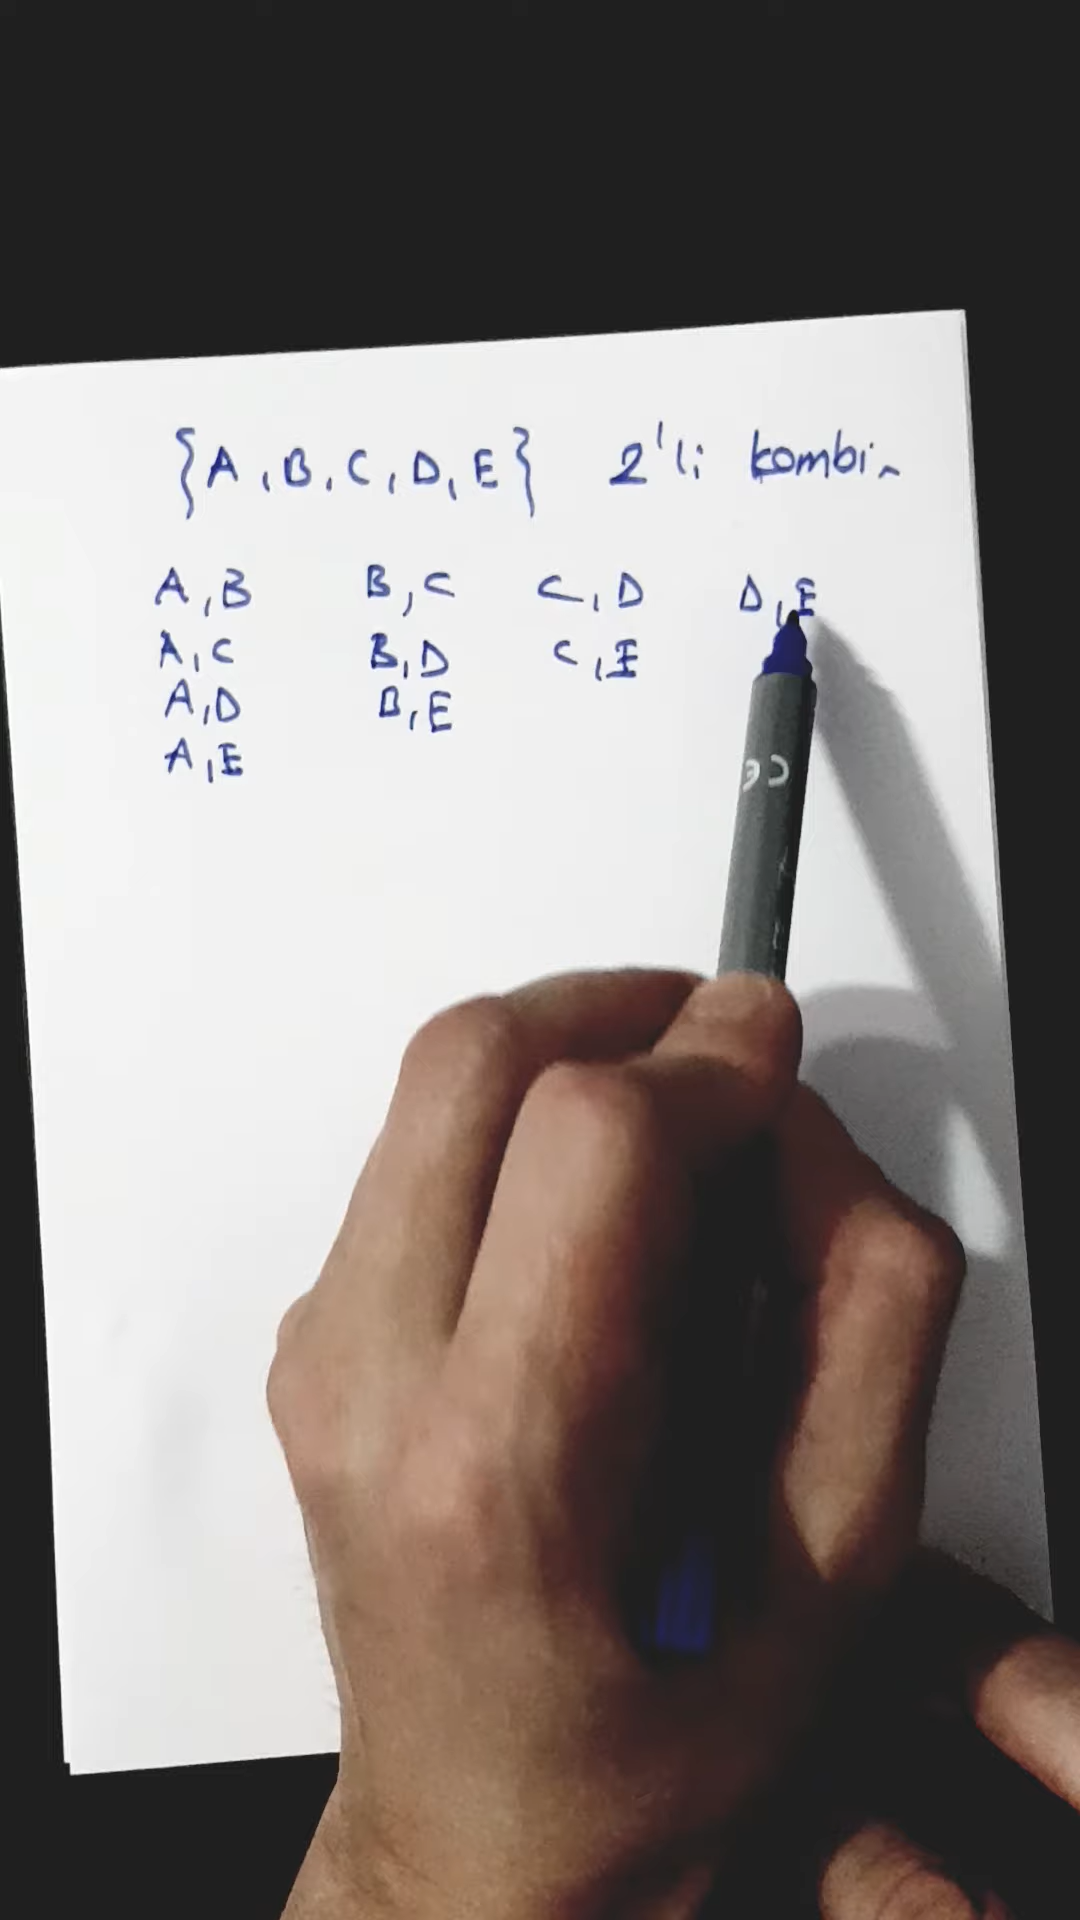 {A, B, C, D, E} 2'li kombin
A, B B, C C, D D, E
A, C B, D C, E
A, D B, E
A, E